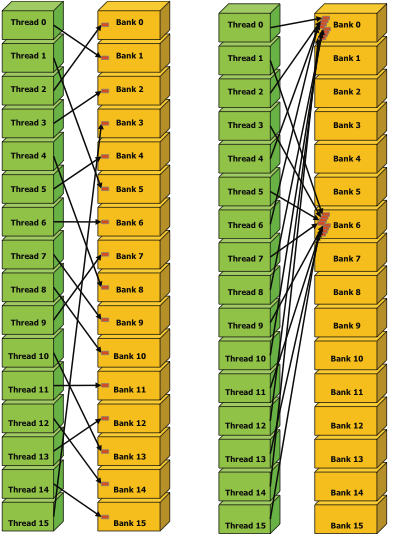 Thread 0
Thread 1
Thread 2
Thread 3
Thread 4
Thread 5
Thread 6
Thread 7
Thread 8
Thread 9
Thread 10
Thread 11
Thread 12
Thread 13
Thread 14
Thread 15
Bank 0
Bank 1
Bank 2
Bank 3
Bank 4
Bank 5
Bank 6
Bank 7
Bank 8
Bank 9
Bank 10
Bank 11
Bank 12
Bank 13
Bank 14
Bank 15
Thread 0
Thread 1
Thread 2
Thread 3
Thread 4
Thread 5
Thread 6
Thread 7
Thread 8
Thread 9
Thread 10
Thread 11
Thread 12
Thread 13
Thread 14
Thread 15
Bank 0
Bank 1
Bank 2
Bank 3
Bank 4
Bank 5
Bank 6
Bank 7
Bank 8
Bank 9
Bank 10
Bank 11
Bank 12
Bank 13
Bank 14
Bank 15